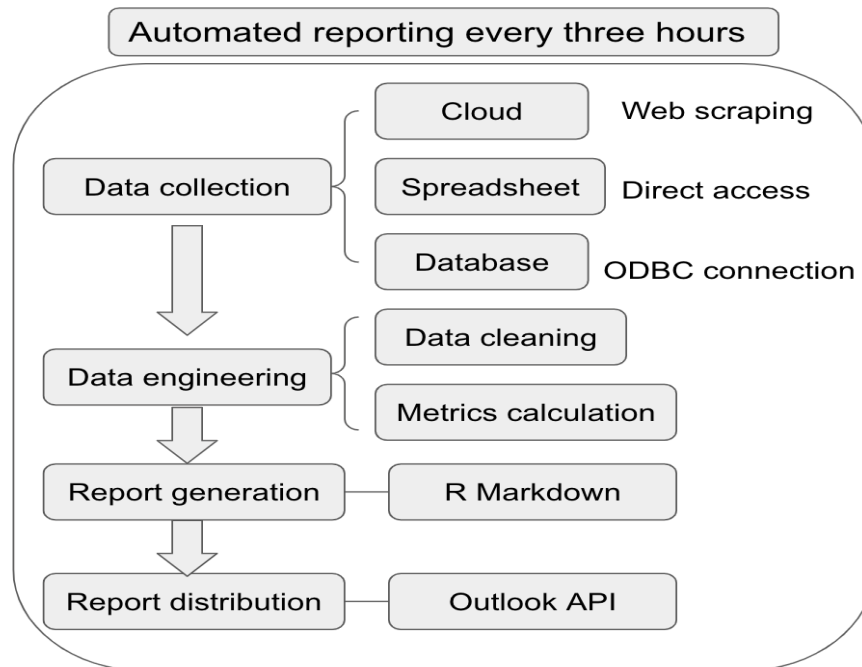 Automated reporting every three hours
Cloud
Web scraping
Data collection
Spreadsheet
Direct access
Database
ODBC connection
Data cleaning
Data engineering
Metrics calculation
Report generation
R Markdown
Report distribution
Outlook API